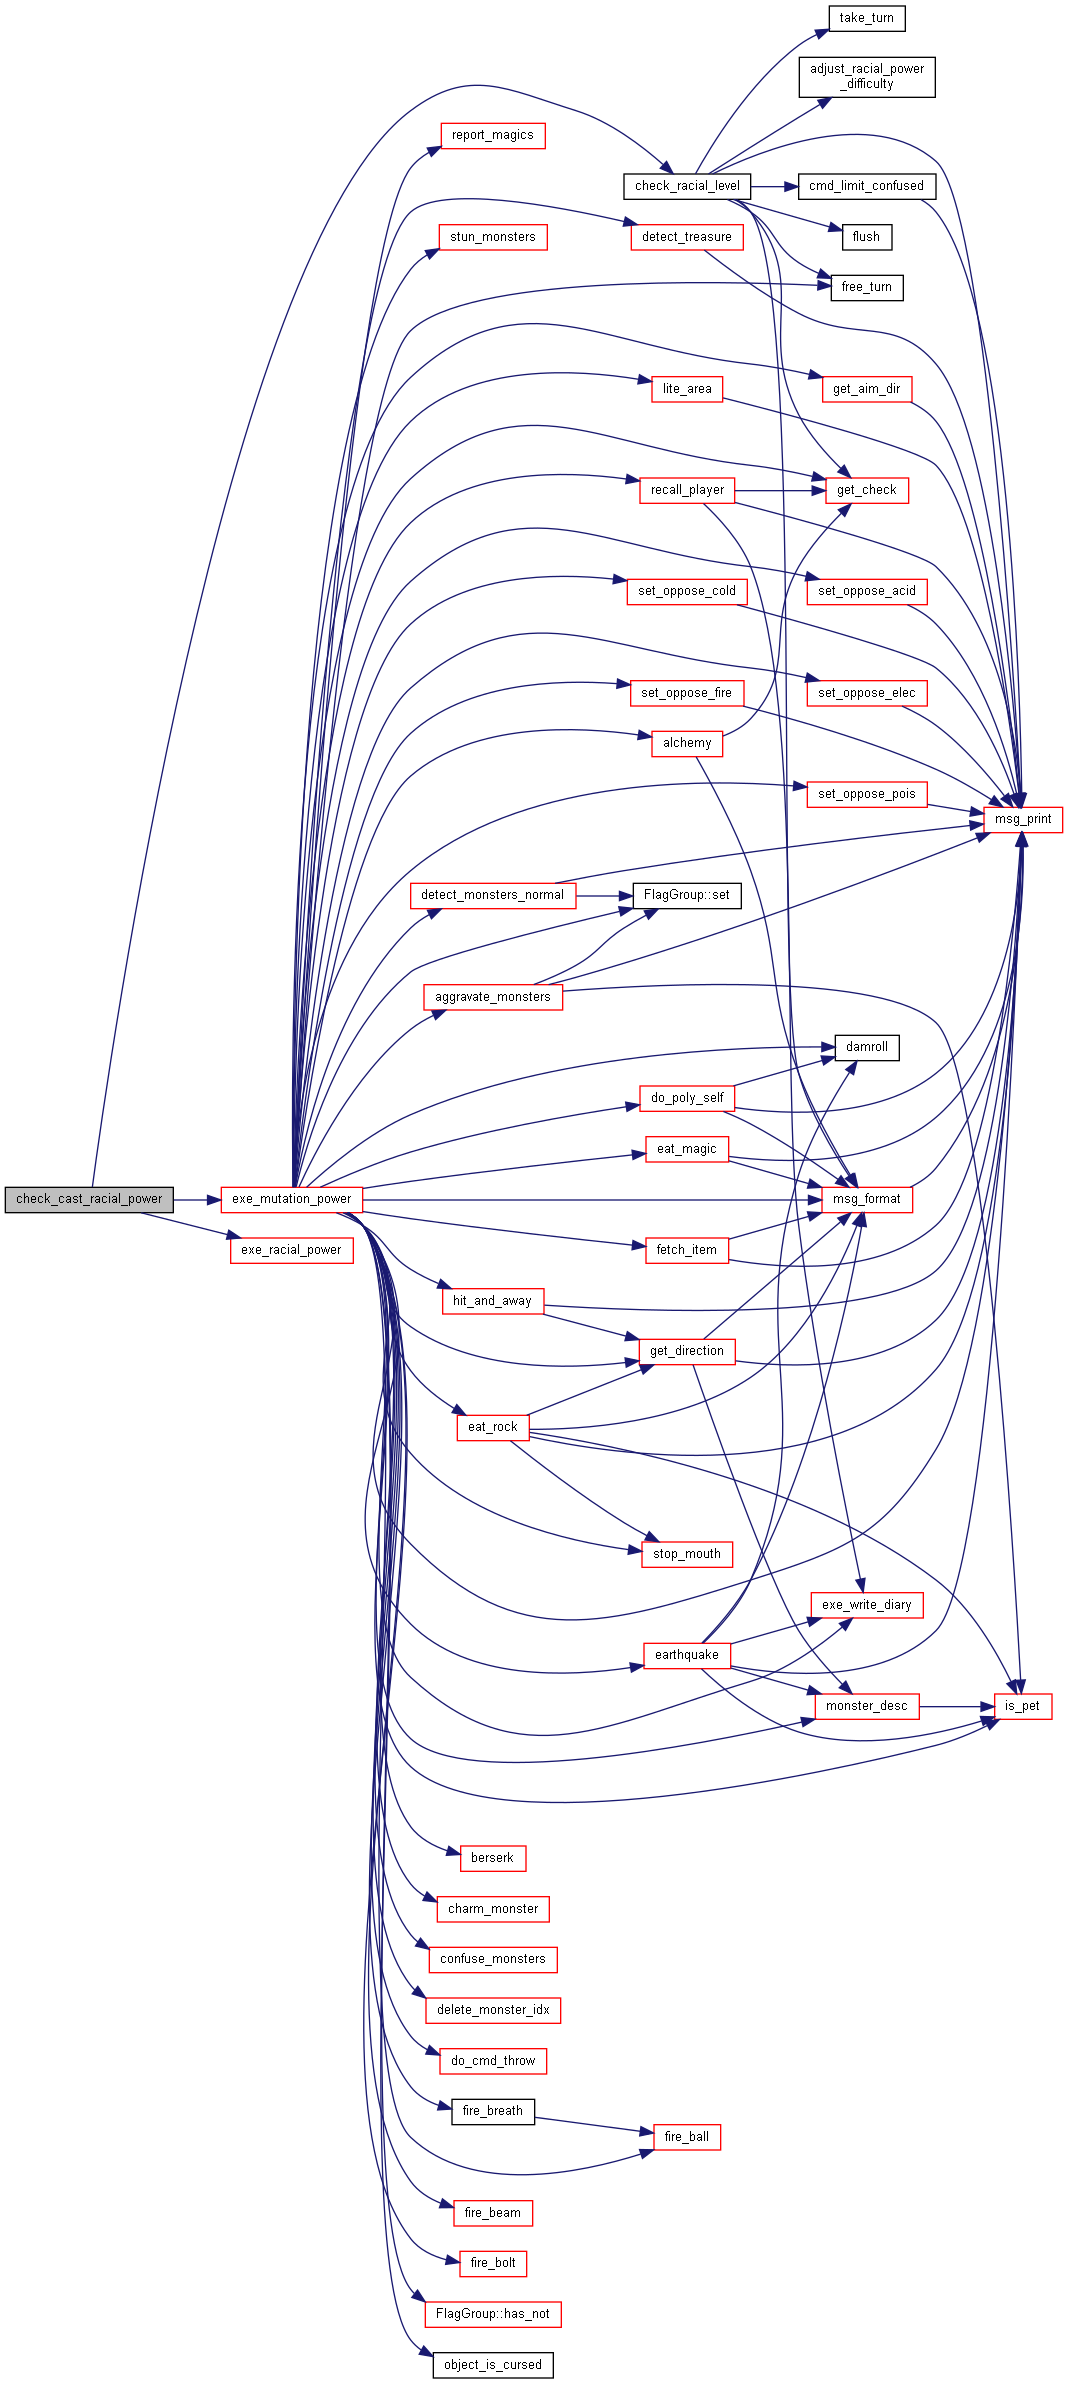 take_turn
adjust_racial_power
_difficulty
report_magics
check_racial_level
cmd_limit_confused
stun_monsters
detect_treasure
flush
free_turn
lite_area
get_aim_dir
recall_player
get_check
set_oppose_cold
set_oppose_acid
set_oppose_fire
set_oppose_elec
alchemy
set_oppose_pois
msg_print
detect_monsters_normal
FlagGroup::set
aggravate_monsters
damroll
do_poly_self
eat_magic
check_cast_racial_power
exe_mutation_power
msg_format
exe_racial_power
fetch_item
hit_and_away
get_direction
eat_rock
stop_mouth
exe_write_diary
earthquake
monster_desc
is_pet
berserk
charm_monster
confuse_monsters
delete_monster_idx
do_cmd_throw
fire_breath
fire_ball
fire_beam
fire_bolt
FlagGroup::has_not
object_is_cursed